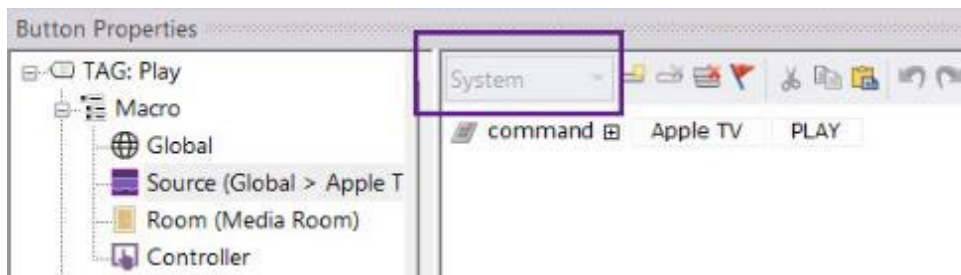 Button Properties
TAG: Play
Macro
Global
Source (Global > Apple T
Room (Media Room)
Controller
System
command Apple TV PLAY